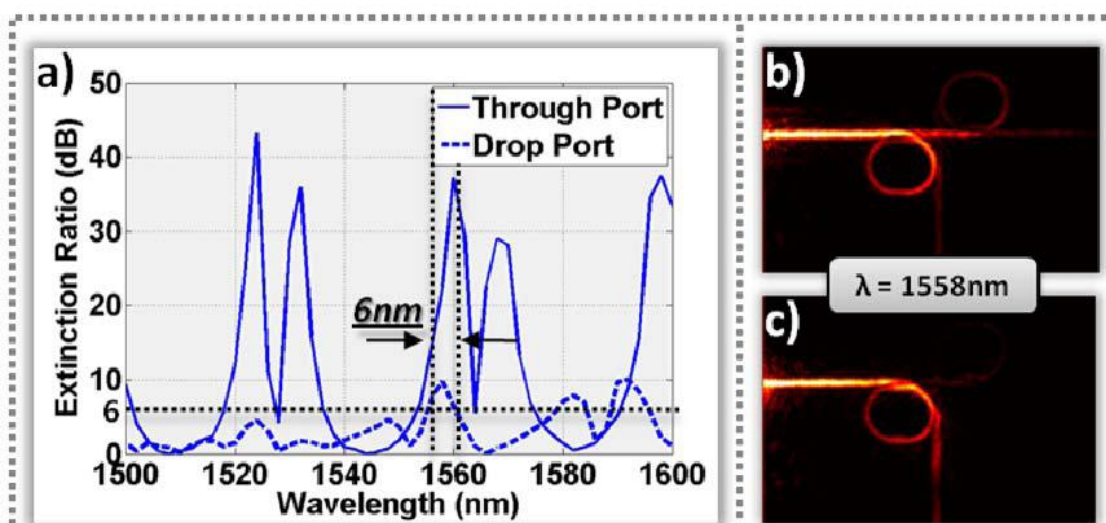 a)
50
40
30
20
10
6
0
Extinction Ratio (dB)
Through Port
Drop Port
6nm
1500 1520 1540 1560 1580 1600
Wavelength (nm)
b)
λ = 1558nm
c)